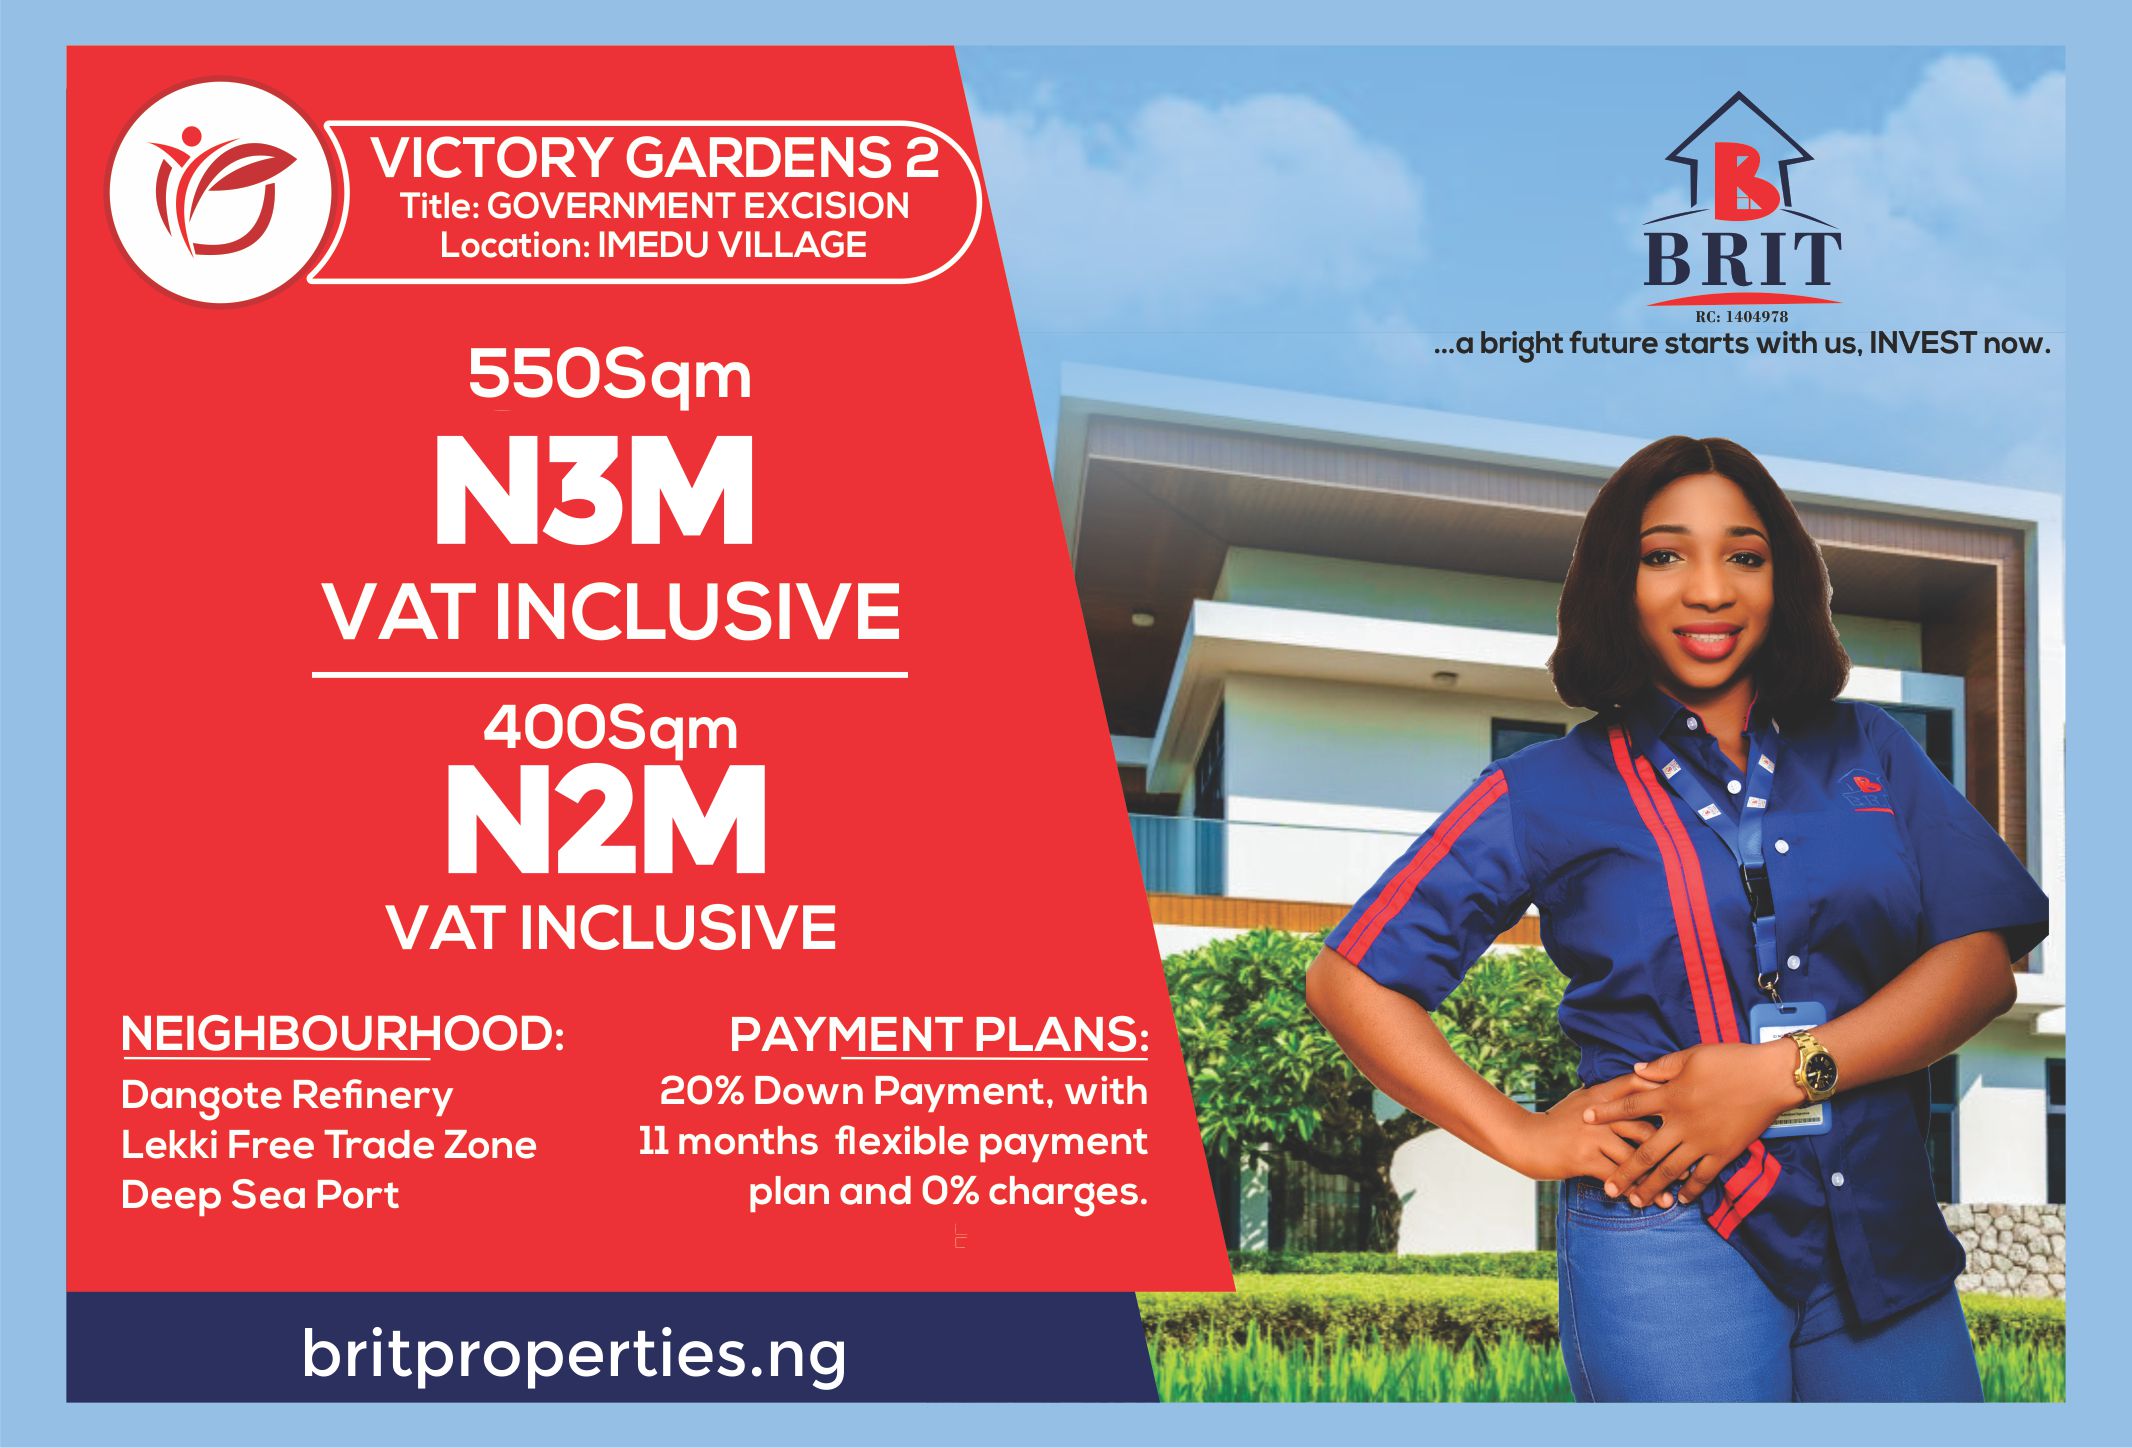 VICTORY GARDENS 2
Title: GOVERNMENT EXCISION
Location: IMEDU VILLAGE
550Sqm
N3M
VAT INCLUSIVE
400Sqm
N2M
VAT INCLUSIVE
NEIGHBOURHOOD:
Dangote Refinery
Lekki Free Trade Zone
Deep Sea Port
PAYMENT PLANS:
20% Down Payment, with
11 months flexible payment
plan and 0% charges.
britproperties.ng
B
BRIT
RC: 1404978
...a bright future starts with us, INVEST now.
B